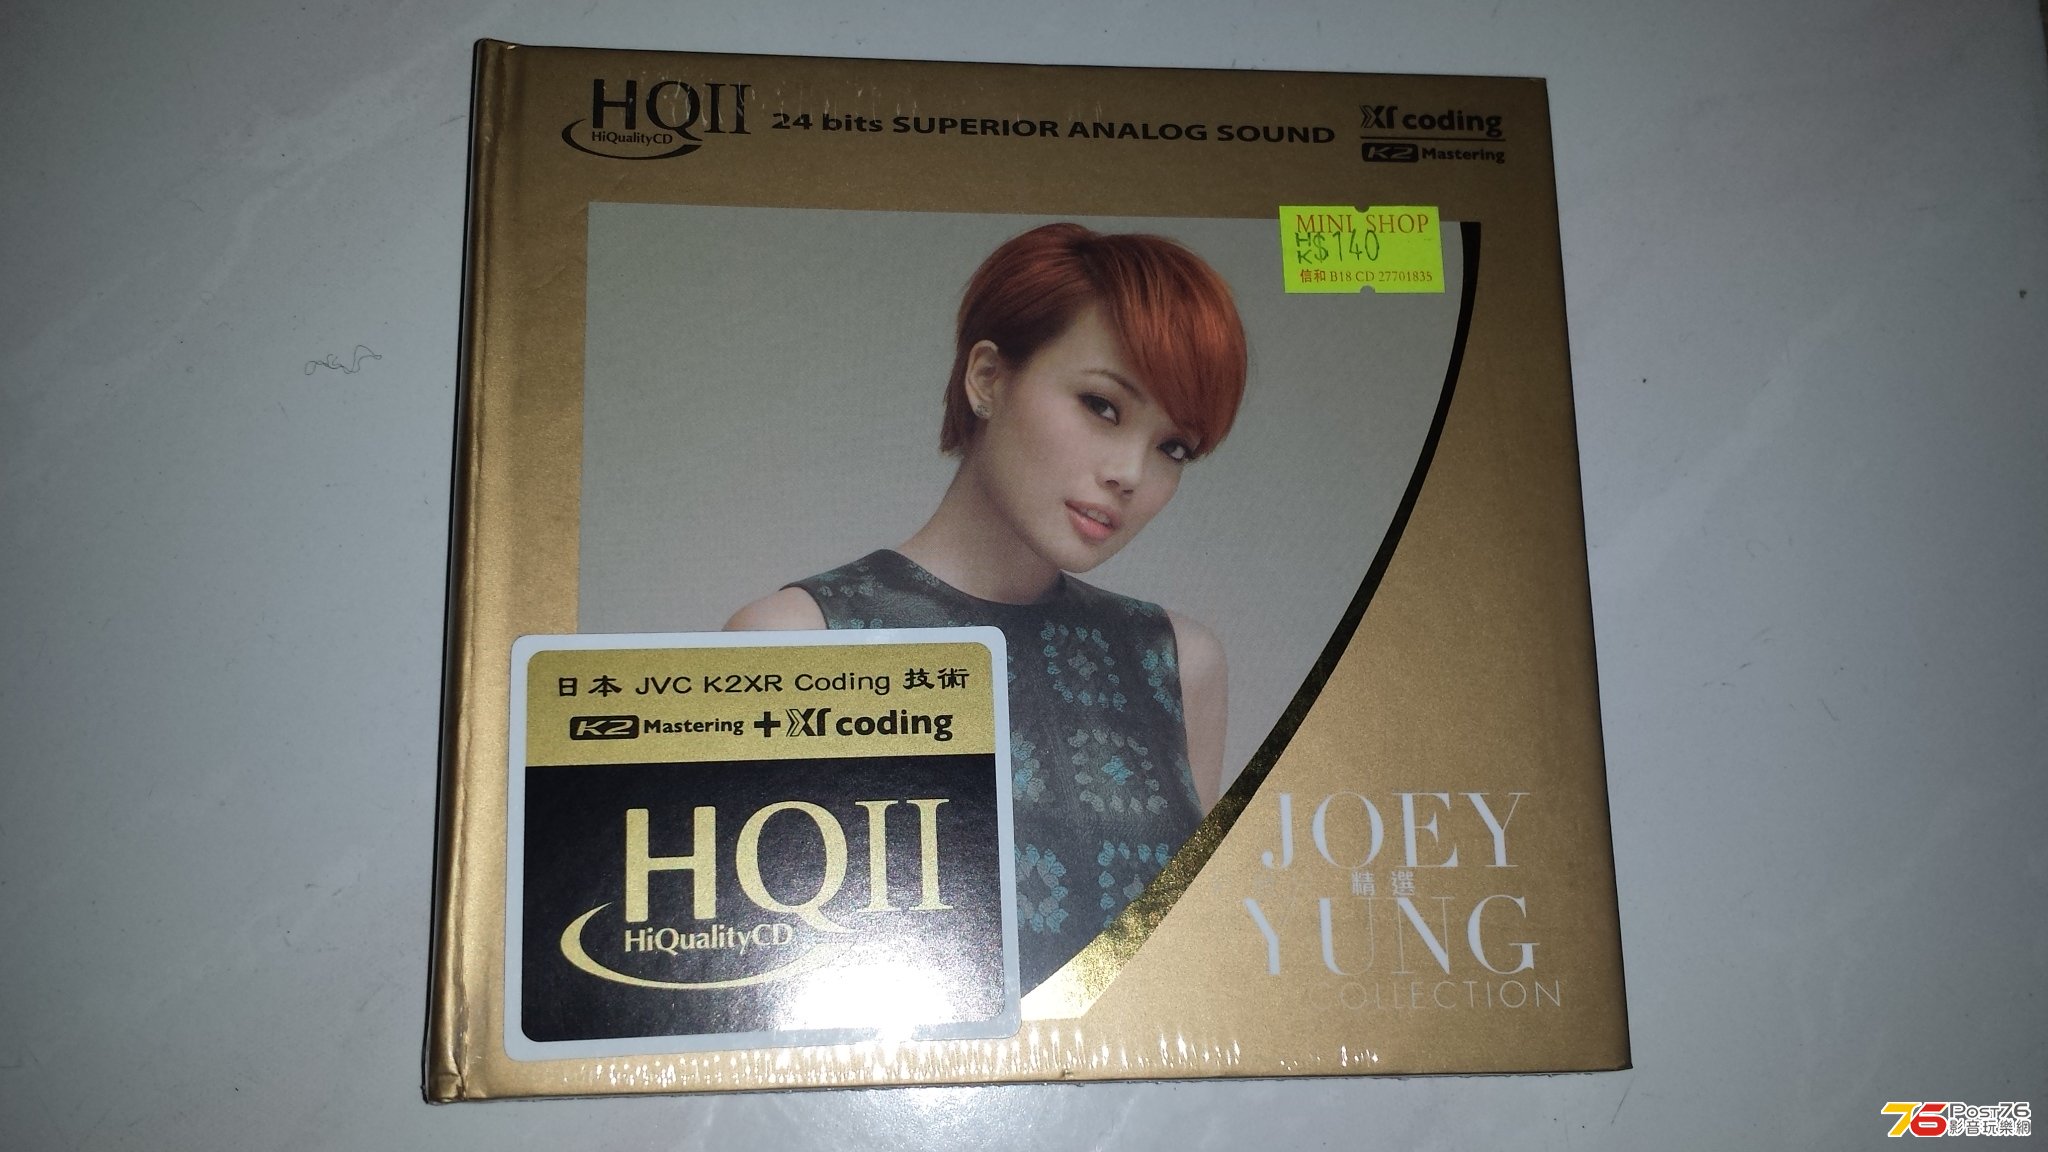 HQII
HiQualityCD
24 bits SUPERIOR ANALOG SOUND
XR coding
K2 Mastering
MINI SHOP
HK$140
信和 B18 CD 27701835
日本 JVC K2XR Coding 技術
K2 Mastering + XR coding
HQII
HiQualityCD
JOEY
精選
YUNG
COLLECTION
76 Post76
影音玩樂網